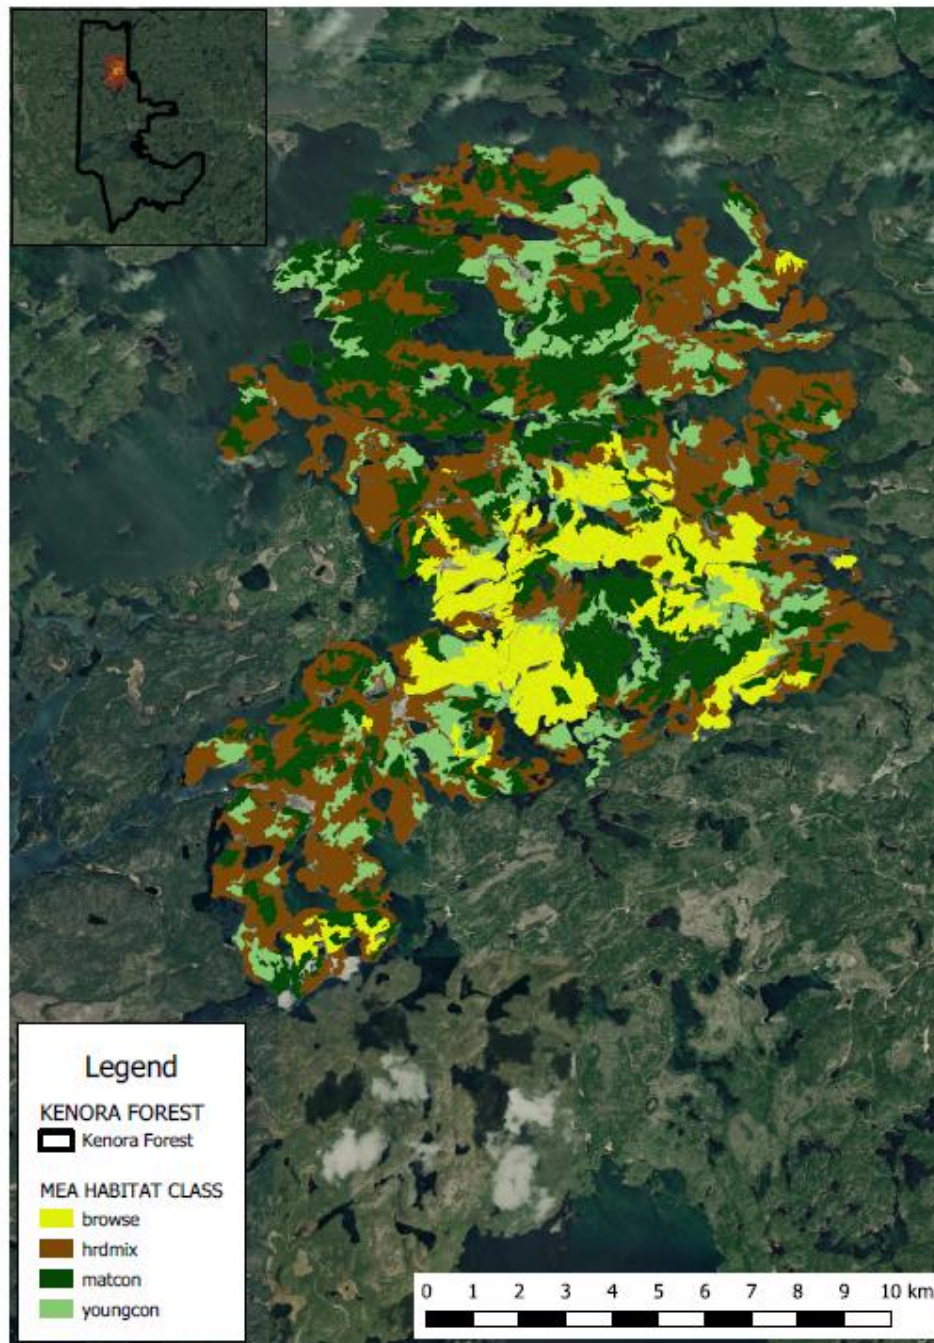 Legend
KENORA FOREST
Kenora Forest
MEA HABITAT CLASS
browse
hrdmix
matcon
youngcon
0 1 2 3 4 5 6 7 8 9 10 km